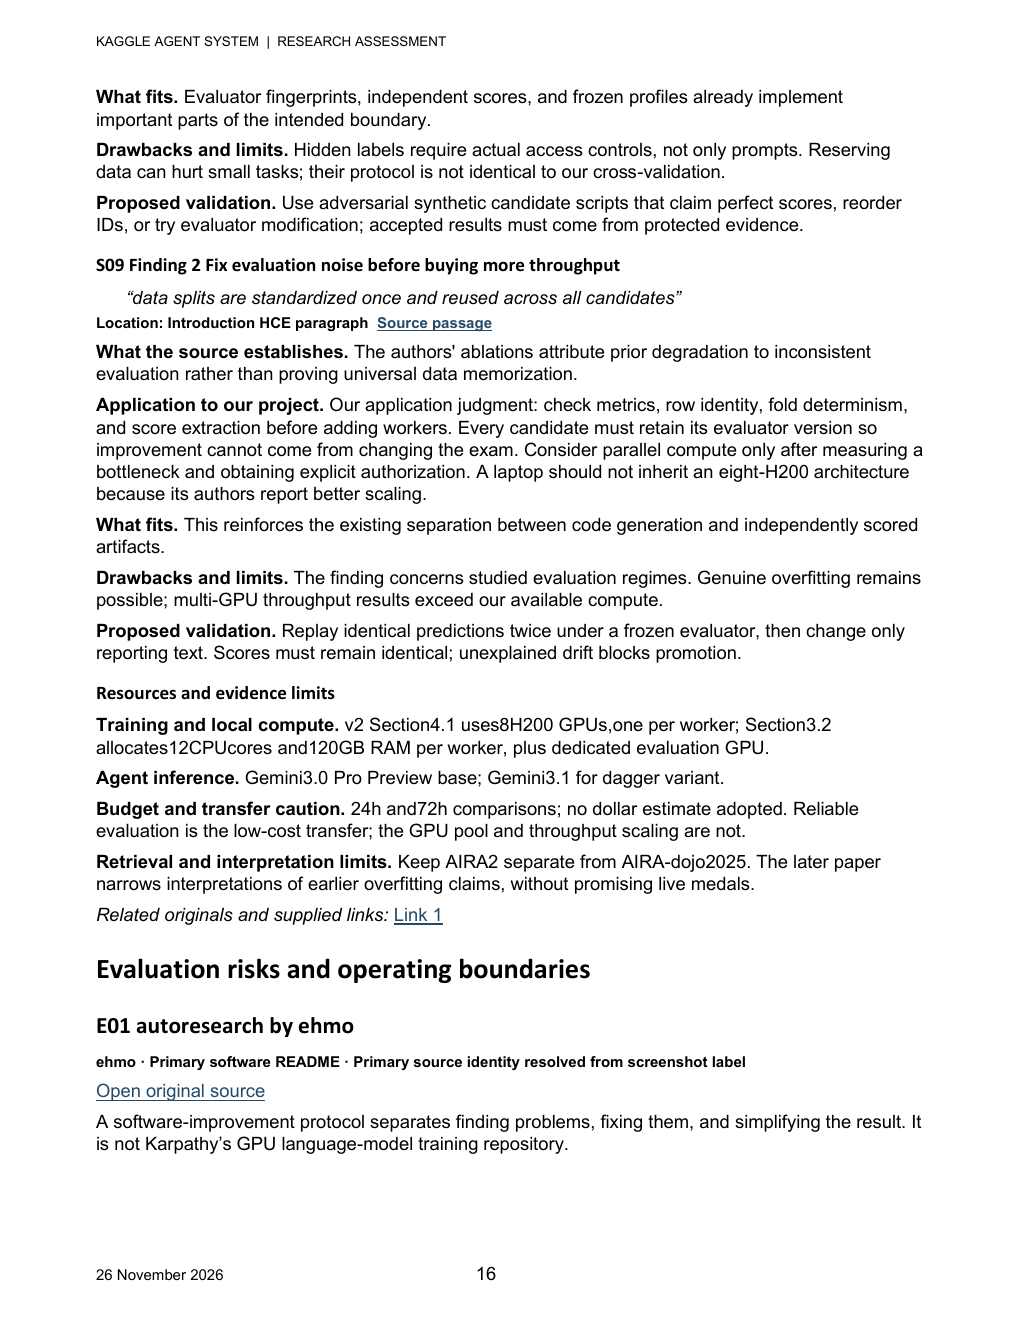 KAGGLE AGENT SYSTEM | RESEARCH ASSESSMENT
What fits. Evaluator fingerprints, independent scores, and frozen profiles already implement
important parts of the intended boundary.
Drawbacks and limits. Hidden labels require actual access controls, not only prompts. Reserving
data can hurt small tasks; their protocol is not identical to our cross-validation.
Proposed validation. Use adversarial synthetic candidate scripts that claim perfect scores, reorder
IDs, or try evaluator modification; accepted results must come from protected evidence.
S09 Finding 2 Fix evaluation noise before buying more throughput
“data splits are standardized once and reused across all candidates”
Location: Introduction HCE paragraph Source passage
What the source establishes. The authors' ablations attribute prior degradation to inconsistent
evaluation rather than proving universal data memorization.
Application to our project. Our application judgment: check metrics, row identity, fold determinism,
and score extraction before adding workers. Every candidate must retain its evaluator version so
improvement cannot come from changing the exam. Consider parallel compute only after measuring a
bottleneck and obtaining explicit authorization. A laptop should not inherit an eight-H200 architecture
because its authors report better scaling.
What fits. This reinforces the existing separation between code generation and independently scored
artifacts.
Drawbacks and limits. The finding concerns studied evaluation regimes. Genuine overfitting remains
possible; multi-GPU throughput results exceed our available compute.
Proposed validation. Replay identical predictions twice under a frozen evaluator, then change only
reporting text. Scores must remain identical; unexplained drift blocks promotion.
Resources and evidence limits
Training and local compute. v2 Section4.1 uses8H200 GPUs,one per worker; Section3.2
allocates12CPUcores and120GB RAM per worker, plus dedicated evaluation GPU.
Agent inference. Gemini3.0 Pro Preview base; Gemini3.1 for dagger variant.
Budget and transfer caution. 24h and72h comparisons; no dollar estimate adopted. Reliable
evaluation is the low-cost transfer; the GPU pool and throughput scaling are not.
Retrieval and interpretation limits. Keep AIRA2 separate from AIRA-dojo2025. The later paper
narrows interpretations of earlier overfitting claims, without promising live medals.
Related originals and supplied links: Link 1
Evaluation risks and operating boundaries
E01 autoresearch by ehmo
ehmo · Primary software README · Primary source identity resolved from screenshot label
Open original source
A software-improvement protocol separates finding problems, fixing them, and simplifying the result. It
is not Karpathy’s GPU language-model training repository.
26 November 2026
16